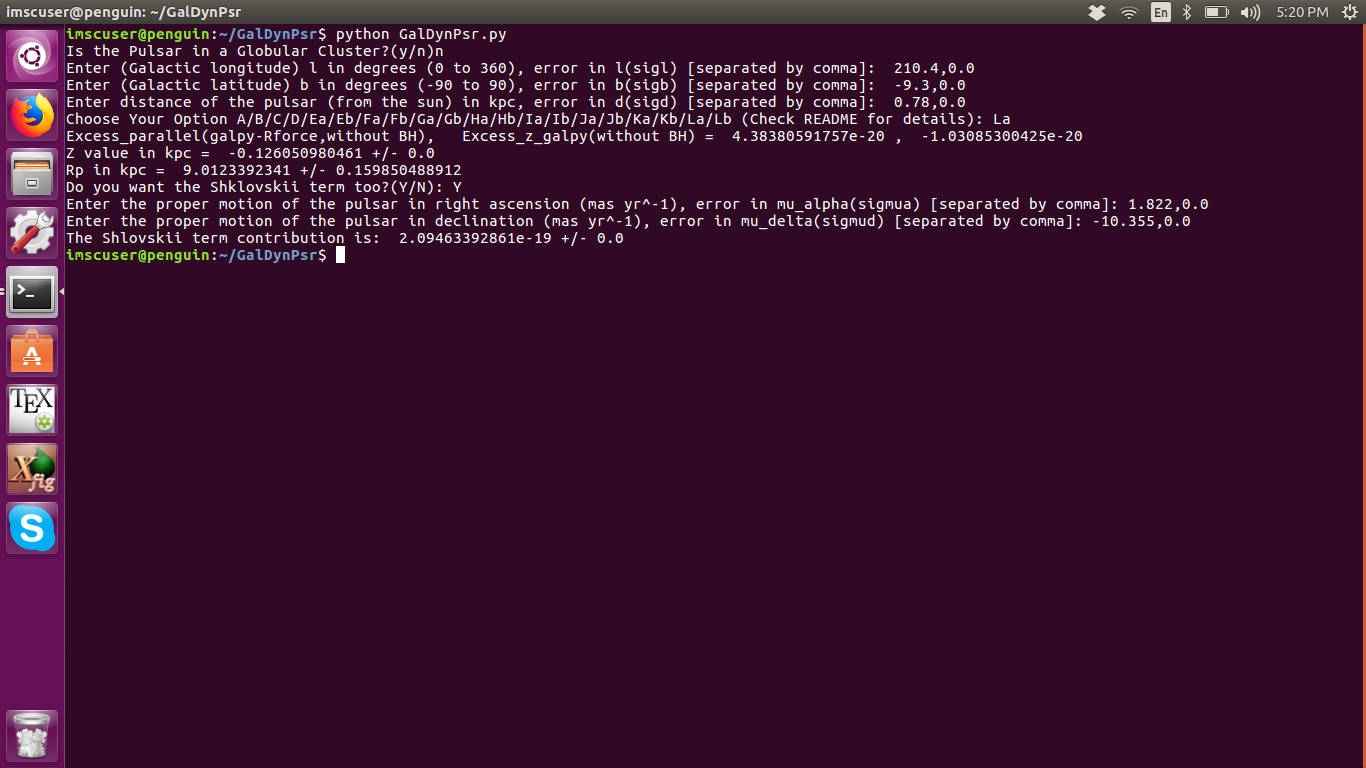 imscuser@penguin: ~/GalDynPsr
En
5:20 PM
imscuser@penguin:~/GalDynPsr$ python GalDynPsr.py
Is the Pulsar in a Globular Cluster?(y/n)n
Enter (Galactic longitude) l in degrees (0 to 360), error in l(sigl) [separated by comma]:  210.4,0.0
Enter (Galactic latitude) b in degrees (-90 to 90), error in b(sigb) [separated by comma]:  -9.3,0.0
Enter distance of the pulsar (from the sun) in kpc, error in d(sigd) [separated by comma]:  0.78,0.0
Choose Your Option A/B/C/D/Ea/Eb/Fa/Fb/Ga/Gb/Ha/Hb/Ia/Ib/Ja/Jb/Ka/Kb/La/Lb (Check README for details): La
Excess_parallel(galpy-Rforce,without BH),   Excess_z_galpy(without BH) =  4.38380591757e-20 ,  -1.03085300425e-20
Z value in kpc =  -0.126050980461 +/- 0.0
Rp in kpc =  9.0123392341 +/- 0.159850488912
Do you want the Shklovskii term too?(Y/N): Y
Enter the proper motion of the pulsar in right ascension (mas yr^-1), error in mu_alpha(sigmua) [separated by comma]: 1.822,0.0
Enter the proper motion of the pulsar in declination (mas yr^-1), error in mu_delta(sigmud) [separated by comma]: -10.355,0.0
The Shlovskii term contribution is:  2.09463392861e-19 +/- 0.0
imscuser@penguin:~/GalDynPsr$
>_
A
TEX
X
fig
S